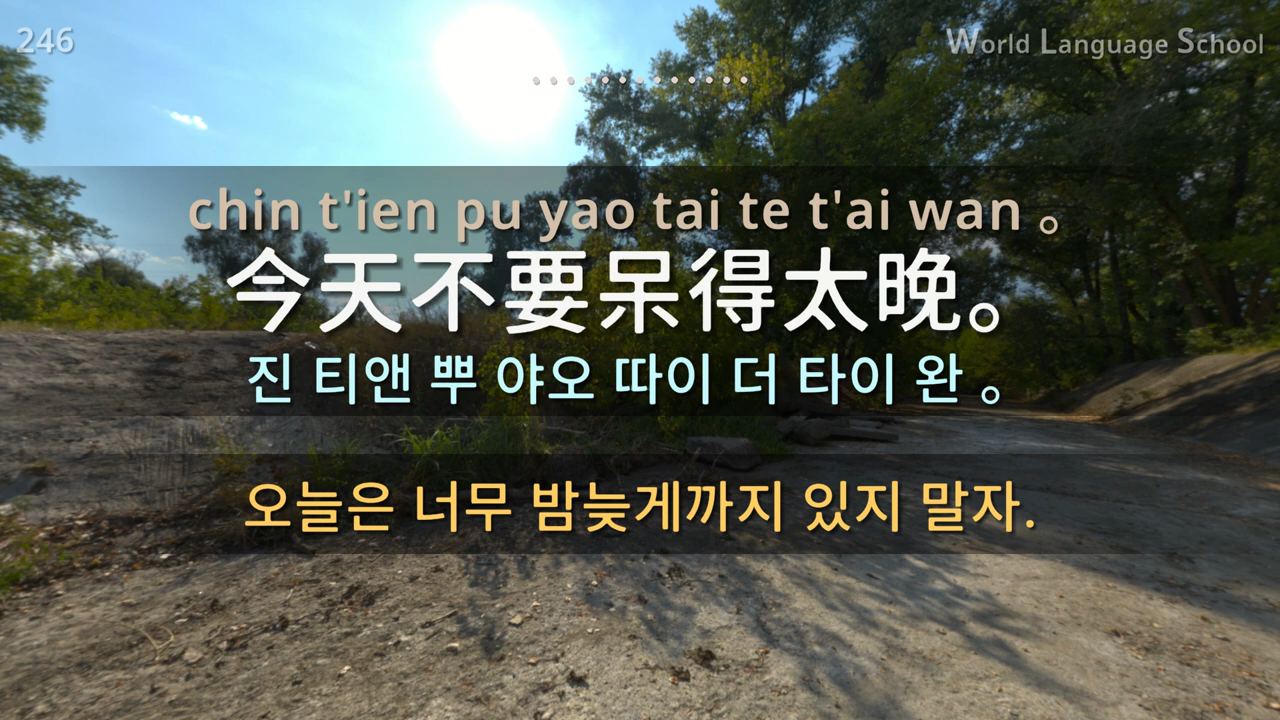 246
World Language School
chin t'ien pu yao tai te t'ai wan 。
今天不要呆得太晚。
진 티앤 뿌 야오 따이 더 타이 완 。
오늘은 너무 밤늦게까지 있지 말자.